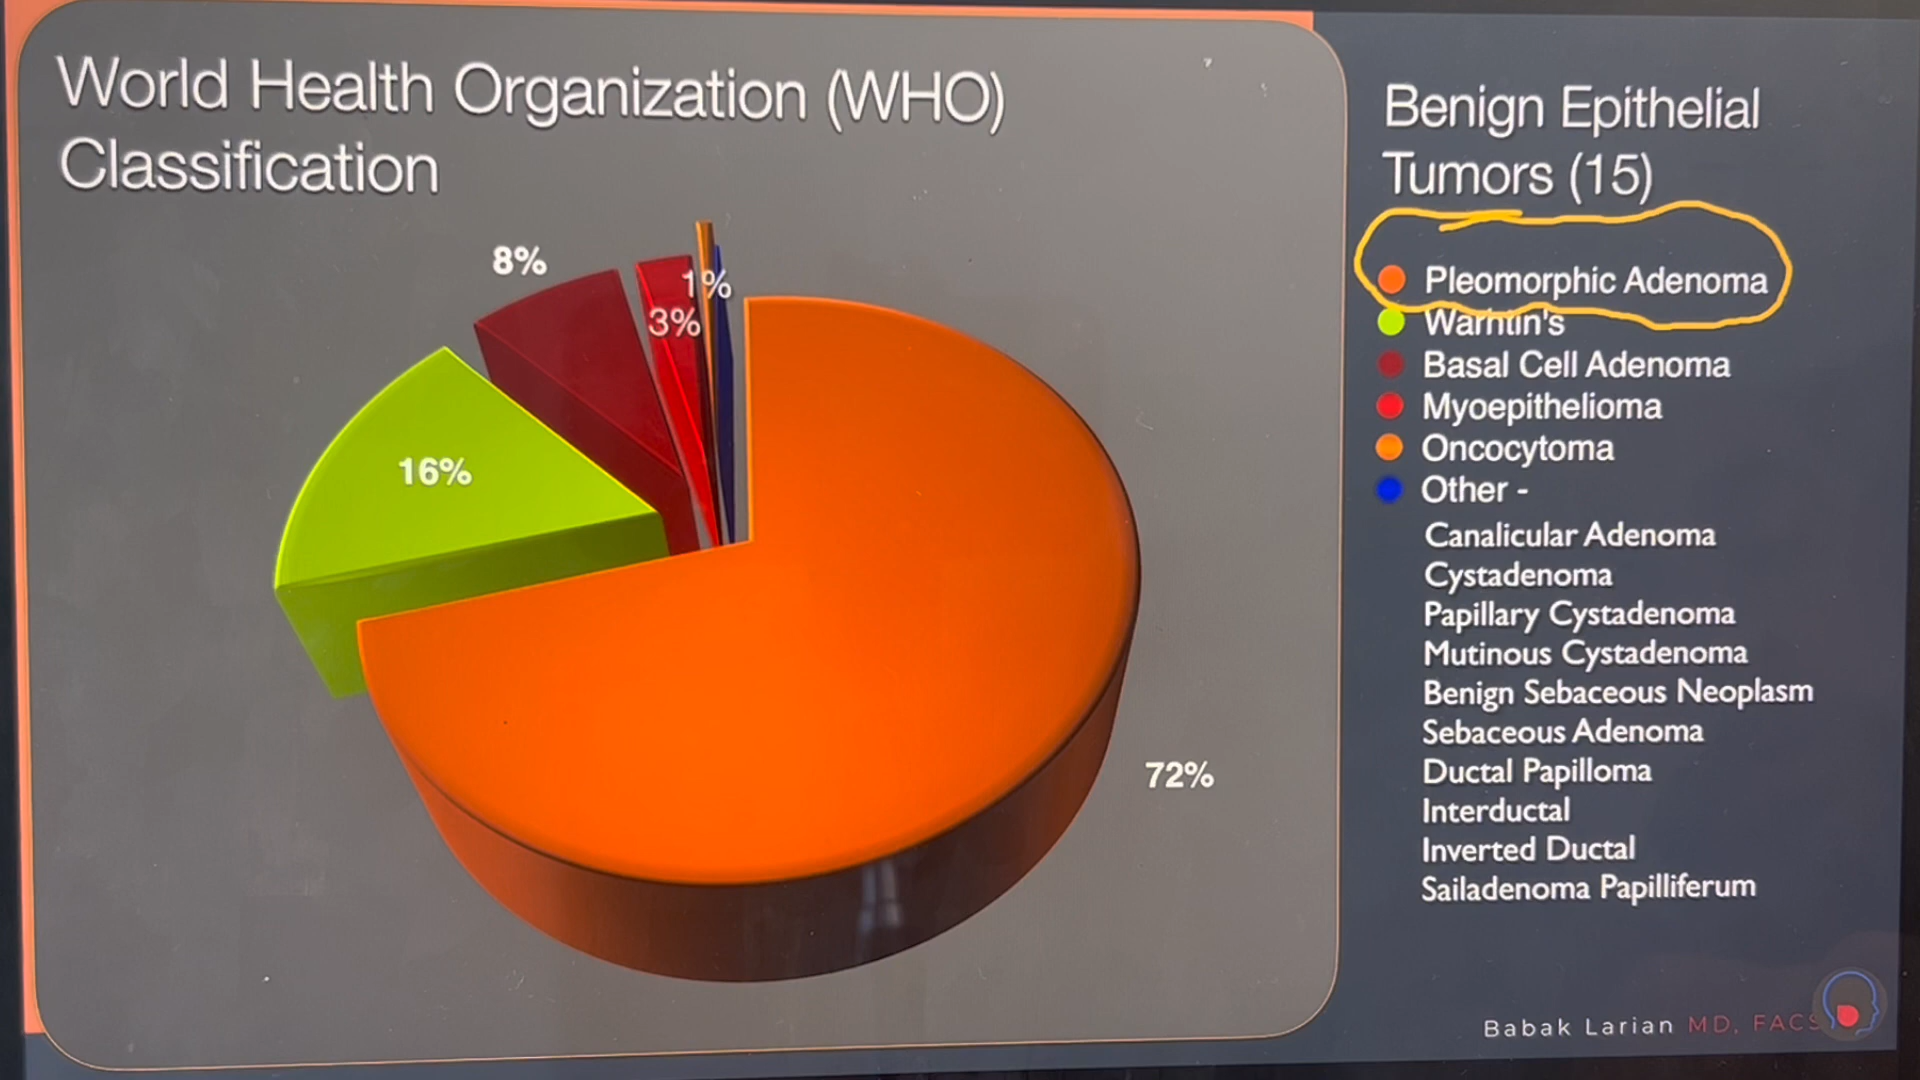 World Health Organization (WHO)
Classification
8%
1%
3%
16%
72%
Benign Epithelial
Tumors (15)
Pleomorphic Adenoma
Warhtin's
Basal Cell Adenoma
Myoepithelioma
Oncocytoma
Other -
Canalicular Adenoma
Cystadenoma
Papillary Cystadenoma
Mutinous Cystadenoma
Benign Sebaceous Neoplasm
Sebaceous Adenoma
Ductal Papilloma
Interductal
Inverted Ductal
Sailadenoma Papilliferum
Babak Larian MD, FACS